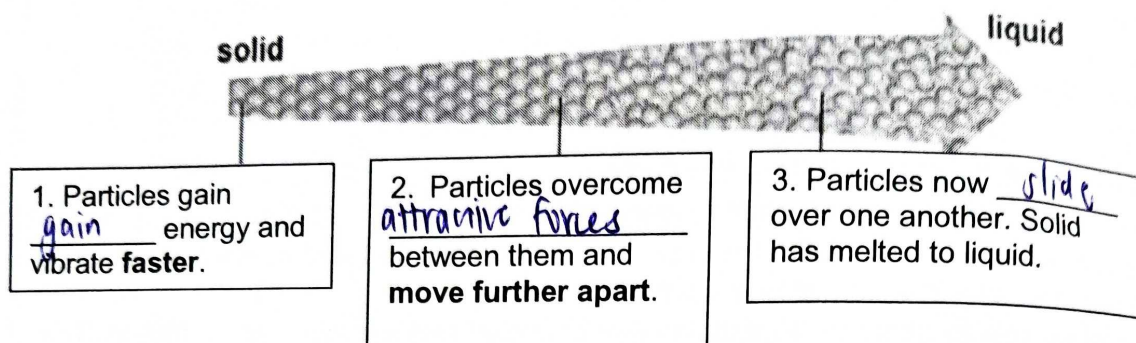 solid
liquid
1. Particles gain
gain energy and
vibrate faster.
2. Particles overcome
attractive forces
between them and
move further apart.
3. Particles now slide
over one another. Solid
has melted to liquid.